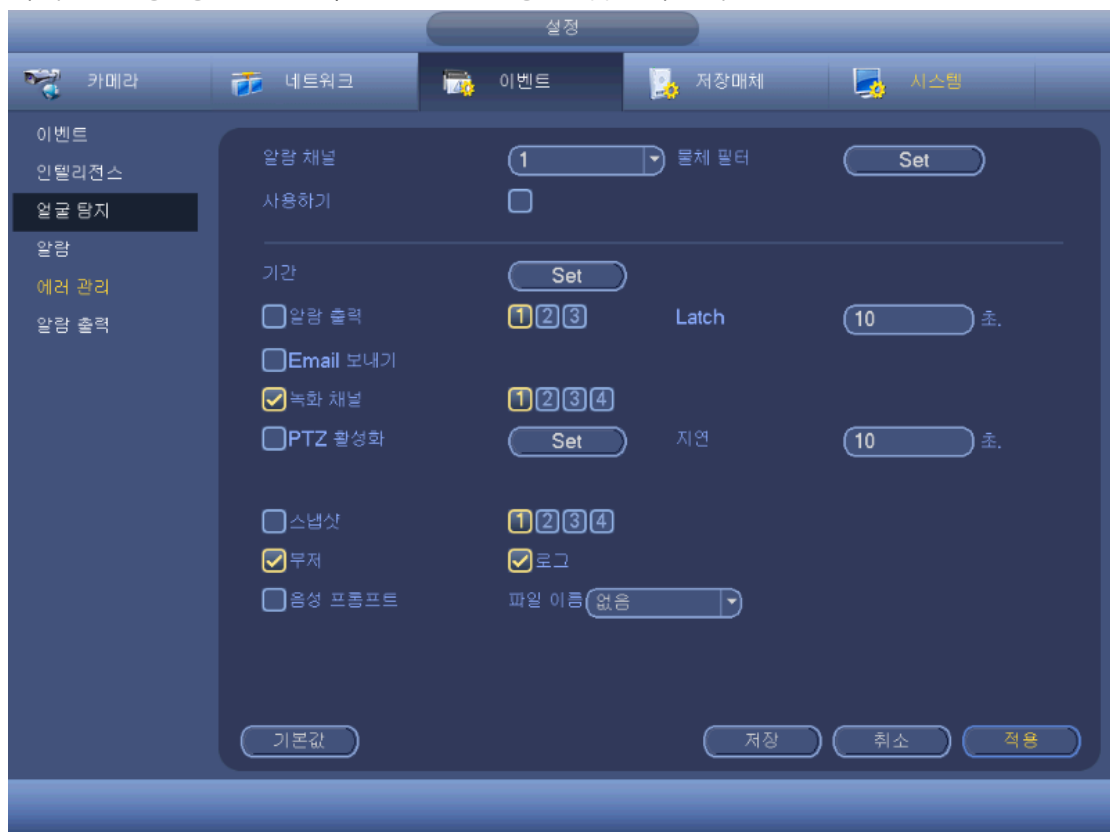 설정
카메라 네트워크 이벤트 저장매체 시스템
이벤트
인텔리전스
얼굴 탐지
알람
에러 관리
알람 출력
알람 채널 1 물체 필터 Set
사용하기
기간 Set
알람 출력 1 2 3 Latch 10 초.
Email 보내기
녹화 채널 1 2 3 4
PTZ 활성화 Set 지연 10 초.
스냅샷 1 2 3 4
부저 로그
음성 프롬프트 파일 이름 없음
기본값 저장 취소 적용